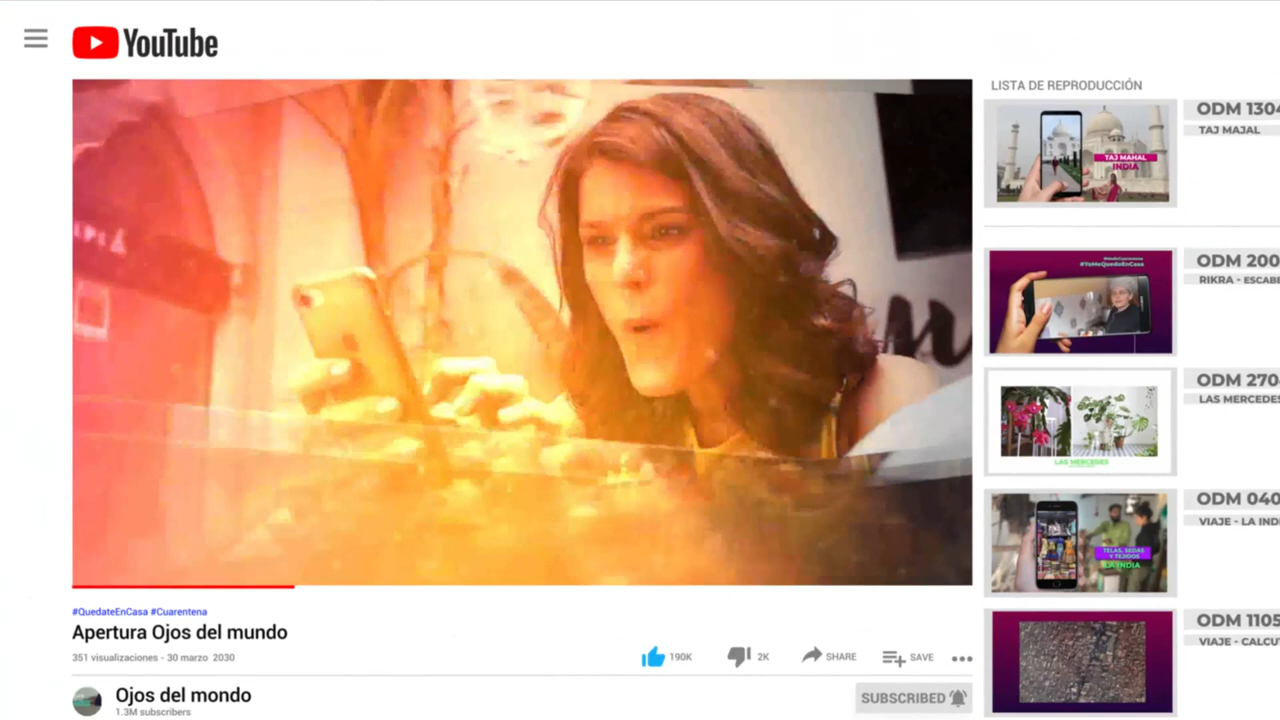 YouTube
LISTA DE REPRODUCCIÓN
ODM 1304
TAJ MAJAL
TAJ MAHAL
INDIA
#YoMeQuedoEnCasa
ODM 200
RIKRA - ESCABE
ODM 270
LAS MERCEDES
LAS MERCEDES
ODM 040
VIAJE - LA IND
TELAS, SEDAS
Y TEJIDOS
LA INDIA
ODM 1105
VIAJE - CALCU
#QuedateEnCasa #Cuarentena
Apertura Ojos del mundo
351 visualizaciones - 30 marzo 2030
190K
2K
SHARE
SAVE
Ojos del mondo
1.3M subscribers
SUBSCRIBED